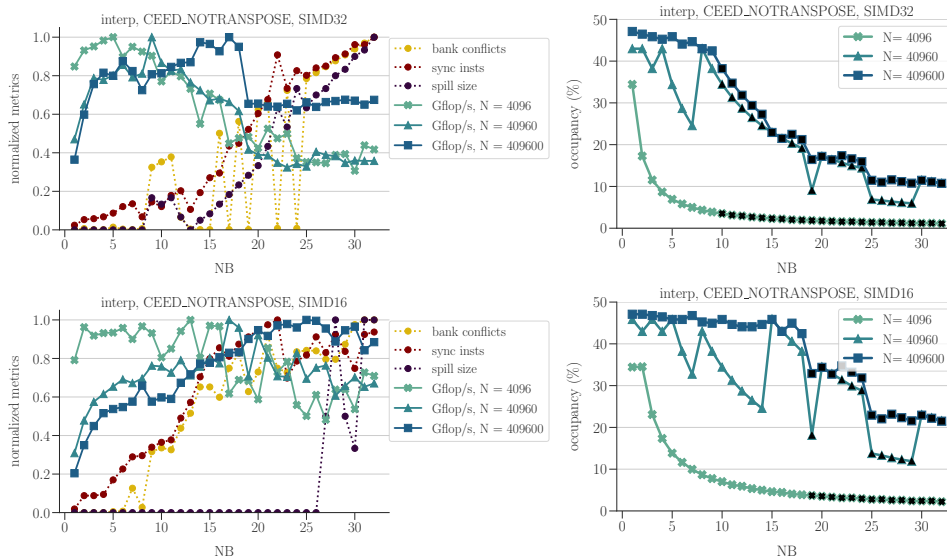 interp, CEED_NOTRANSPOSE, SIMD32
normalized metrics
1.0
0.8
0.6
0.4
0.2
0.0
0 5 10 15 20 25 30
NB
bank conflicts
sync insts
spill size
Gflop/s, N = 4096
Gflop/s, N = 40960
Gflop/s, N = 409600
interp, CEED_NOTRANSPOSE, SIMD32
occupancy (%)
50
40
30
20
10
0
0 5 10 15 20 25 30
NB
N= 4096
N= 40960
N= 409600
interp, CEED_NOTRANSPOSE, SIMD16
normalized metrics
1.0
0.8
0.6
0.4
0.2
0.0
0 5 10 15 20 25 30
NB
bank conflicts
sync insts
spill size
Gflop/s, N = 4096
Gflop/s, N = 40960
Gflop/s, N = 409600
interp, CEED_NOTRANSPOSE, SIMD16
occupancy (%)
50
40
30
20
10
0
0 5 10 15 20 25 30
NB
N= 4096
N= 40960
N= 409600